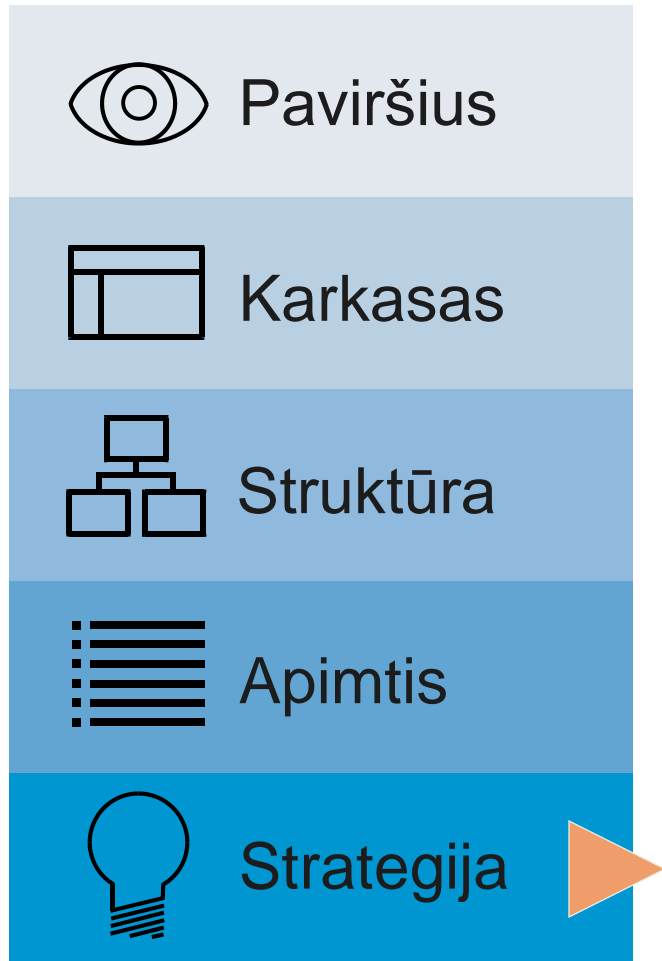 Paviršius
Karkasas
Struktūra
Apimtis
Strategija